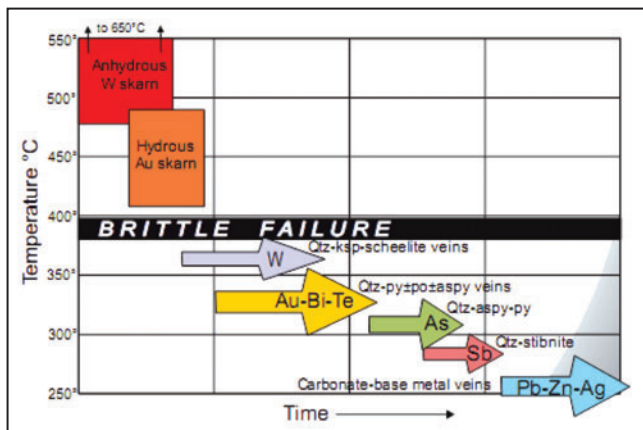 to 650°C
550°
Anhydrous
W skarn
500°
Hydrous
Au skarn
450°
400°
BRITTLE FAILURE
Qtz-ksp-scheelite veins
W
350°
Qtz-py±po±aspy veins
Au-Bi-Te
Qtz-aspy-py
As
300°
Qtz-stibnite
Sb
Carbonate-base metal veins
Pb-Zn-Ag
250°
Temperature °C
Time